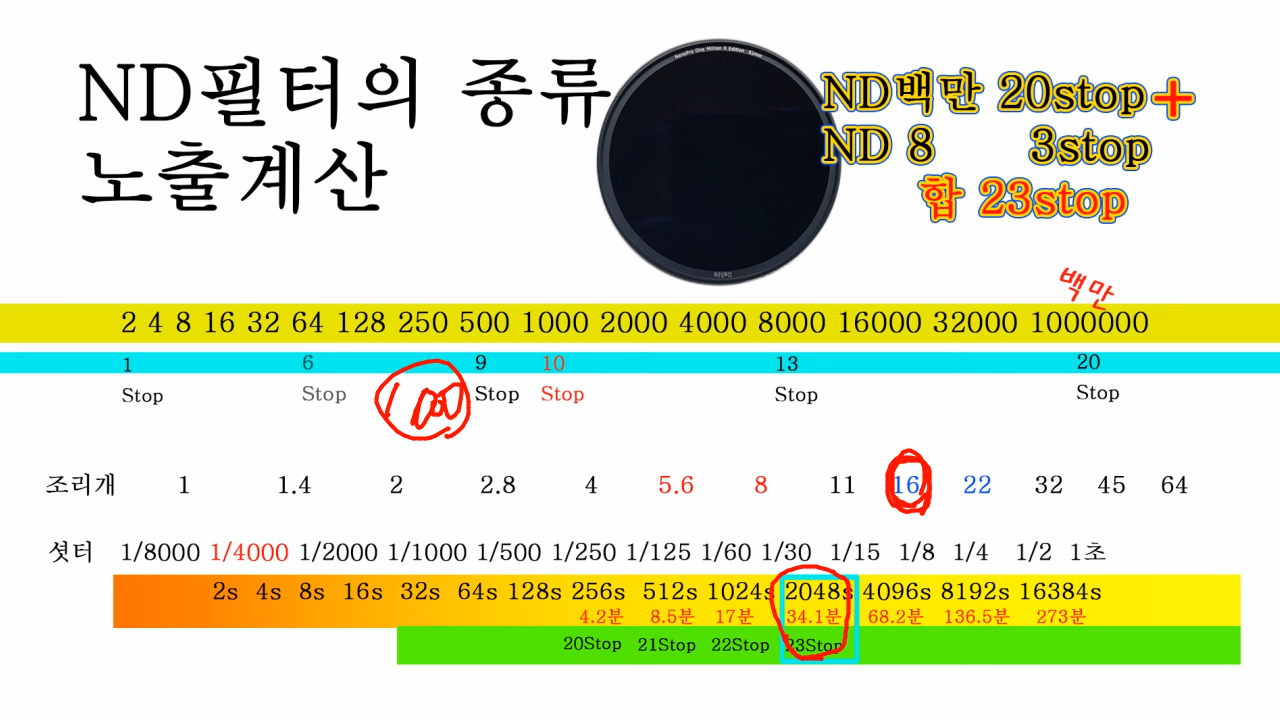 ND필터의 종류
노출계산
NanoPro One Million X Edition 82mm
ND백만 20stop+
ND 8 3stop
합 23stop
백만
2 4 8 16 32 64 128 250 500 1000 2000 4000 8000 16000 32000 1000000
1 6 9 10 13 20
Stop Stop Stop Stop Stop Stop
100
조리개 1 1.4 2 2.8 4 5.6 8 11 16 22 32 45 64
셧터 1/8000 1/4000 1/2000 1/1000 1/500 1/250 1/125 1/60 1/30 1/15 1/8 1/4 1/2 1초
2s 4s 8s 16s 32s 64s 128s 256s 512s 1024s 2048s 4096s 8192s 16384s
4.2분 8.5분 17분 34.1분 68.2분 136.5분 273분
20Stop 21Stop 22Stop 23Stop